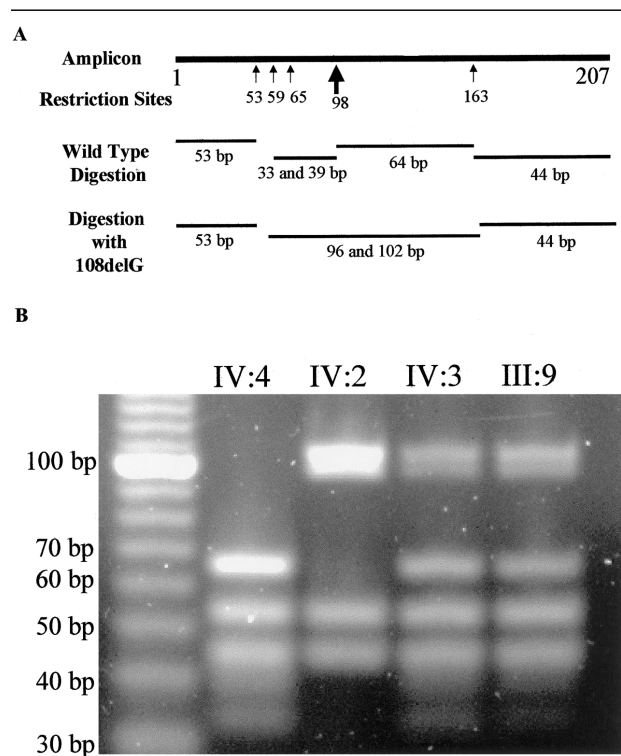 A
Amplicon
1
207
Restriction Sites
53 59 65 98 163
Wild Type
Digestion
53 bp
33 and 39 bp
64 bp
44 bp
Digestion
with
108delG
53 bp
96 and 102 bp
44 bp
B
IV:4 IV:2 IV:3 III:9
100 bp
70 bp
60 bp
50 bp
40 bp
30 bp